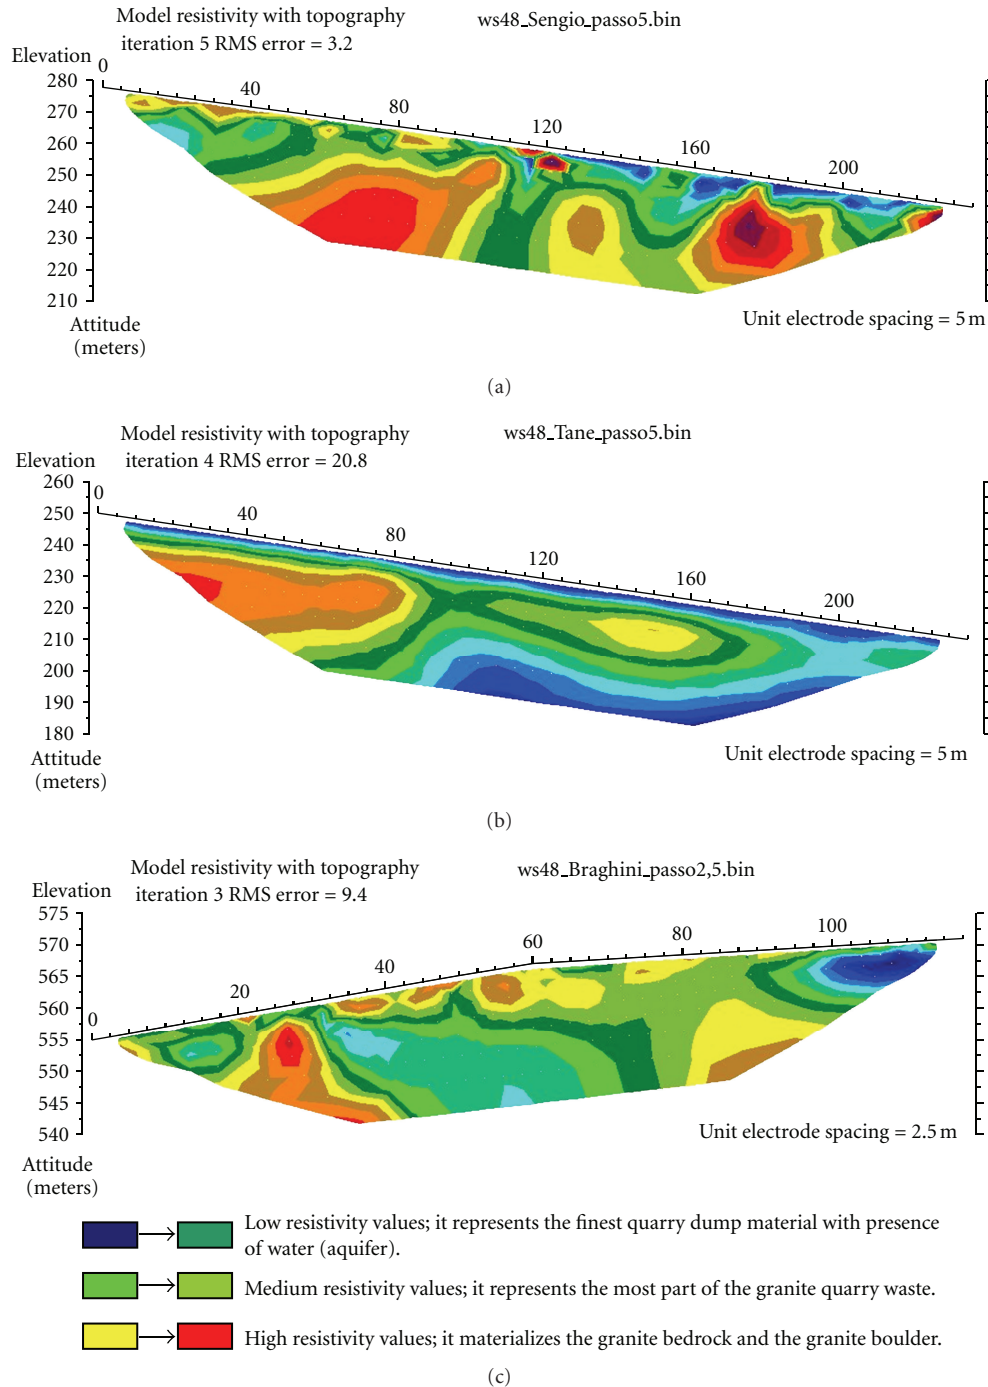 Model resistivity with topography
iteration 5 RMS error = 3.2
ws48_Sengio_passo5.bin
Elevation
0
40
80
120
160
200
280
270
260
250
240
230
220
210
Attitude
(meters)
Unit electrode spacing = 5 m
(a)
Model resistivity with topography
iteration 4 RMS error = 20.8
ws48_Tane_passo5.bin
Elevation
0
40
80
120
160
200
260
250
240
230
220
210
200
190
180
Attitude
(meters)
Unit electrode spacing = 5 m
(b)
Model resistivity with topography
iteration 3 RMS error = 9.4
ws48_Braghini_passo2,5.bin
Elevation
0
20
40
60
80
100
575
570
565
560
555
550
545
540
Attitude
(meters)
Unit electrode spacing = 2.5 m
Low resistivity values; it represents the finest quarry dump material with presence
of water (aquifer).
Medium resistivity values; it represents the most part of the granite quarry waste.
High resistivity values; it materializes the granite bedrock and the granite boulder.
(c)